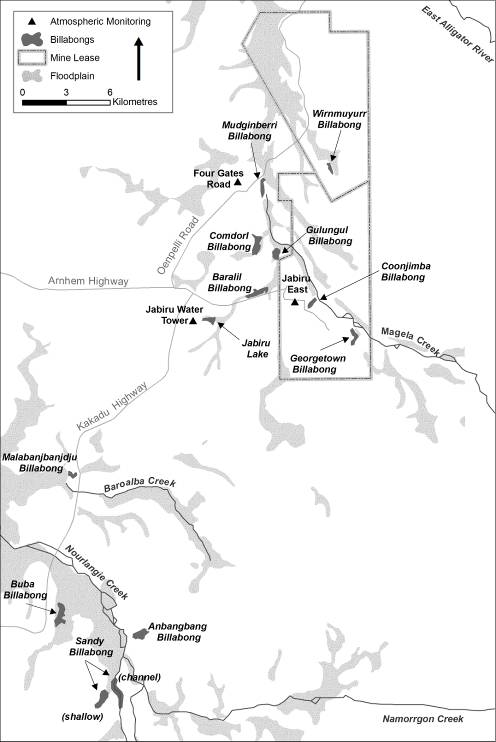 Atmospheric Monitoring
Billabongs
Mine Lease
Floodplain
0 3 6
Kilometres
East Alligator River
Wirnmuyurr
Billabong
Mudginberri
Billabong
Four Gates
Road
Oenpelli Road
Comdorl
Billabong
Gulungul
Billabong
Arnhem Highway
Baralil
Billabong
Jabiru
East
Coonjimba
Billabong
Jabiru Water
Tower
Jabiru
Lake
Georgetown
Billabong
Magela Creek
Kakadu Highway
Malabanjbanjdju
Billabong
Baroalba Creek
Nourlangie Creek
Buba
Billabong
Anbangbang
Billabong
Sandy
Billabong
(channel)
(shallow)
Namorrgon Creek